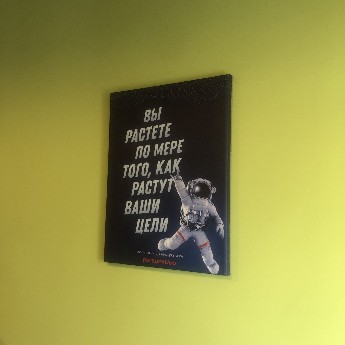 ВЫ
РАСТЕТЕ
ПО МЕРЕ
ТОГО, КАК
РАСТУТ
ВАШИ
ЦЕЛИ